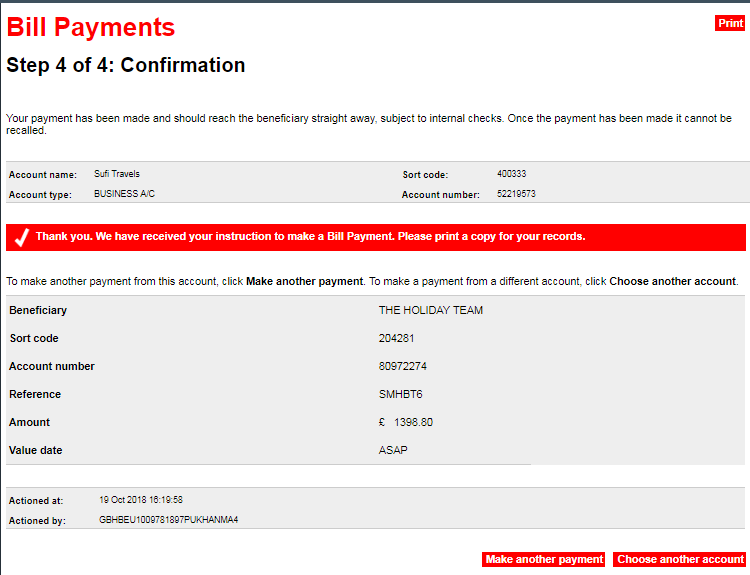 Bill Payments
Print
Step 4 of 4: Confirmation
Your payment has been made and should reach the beneficiary straight away, subject to internal checks. Once the payment has been made it cannot be
recalled.
Account name: Sufi Travels Sort code: 400333
Account type: BUSINESS A/C Account number: 52219573
Thank you. We have received your instruction to make a Bill Payment. Please print a copy for your records.
To make another payment from this account, click Make another payment. To make a payment from a different account, click Choose another account.
Beneficiary THE HOLIDAY TEAM
Sort code 204281
Account number 80972274
Reference SMHBT6
Amount £ 1398.80
Value date ASAP
Actioned at: 19 Oct 2018 16:19:58
Actioned by: GBHBEU1009781897PUKHANMA4
Make another payment Choose another account